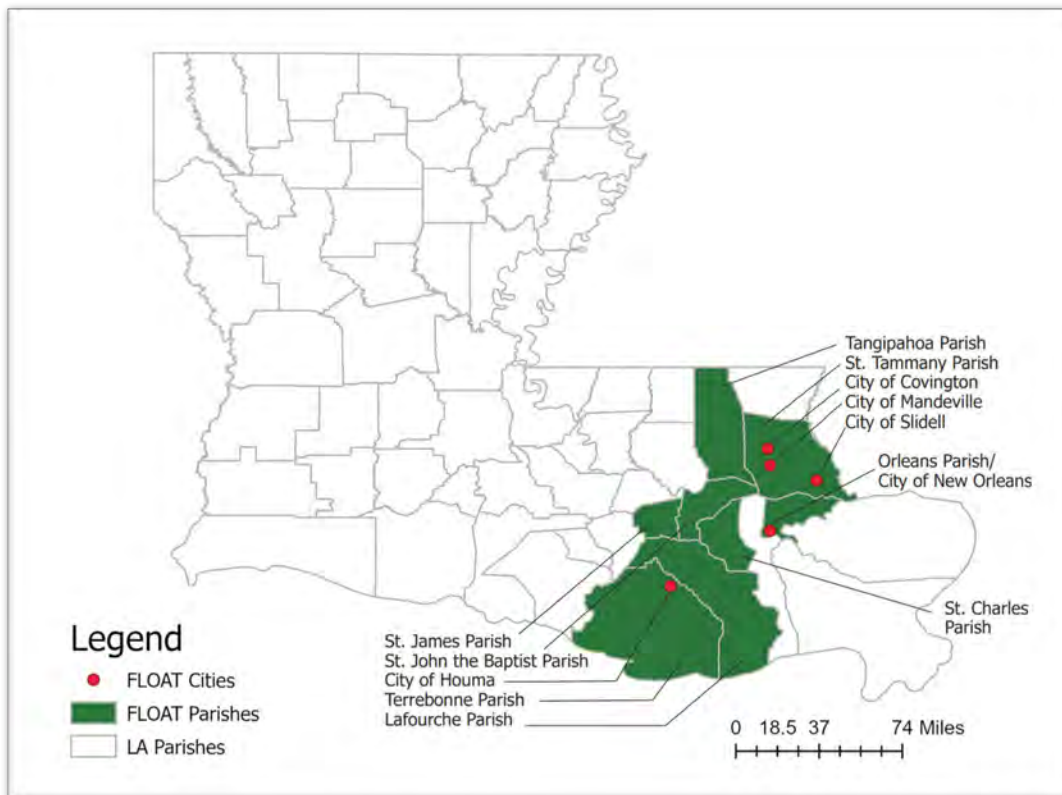 Tangipahoa Parish
St. Tammany Parish
City of Covington
City of Mandeville
City of Slidell
Orleans Parish/
City of New Orleans
St. Charles
Parish
St. James Parish
St. John the Baptist Parish
City of Houma
Terrebonne Parish
Lafourche Parish
Legend
FLOAT Cities
FLOAT Parishes
LA Parishes
0 18.5 37 74 Miles